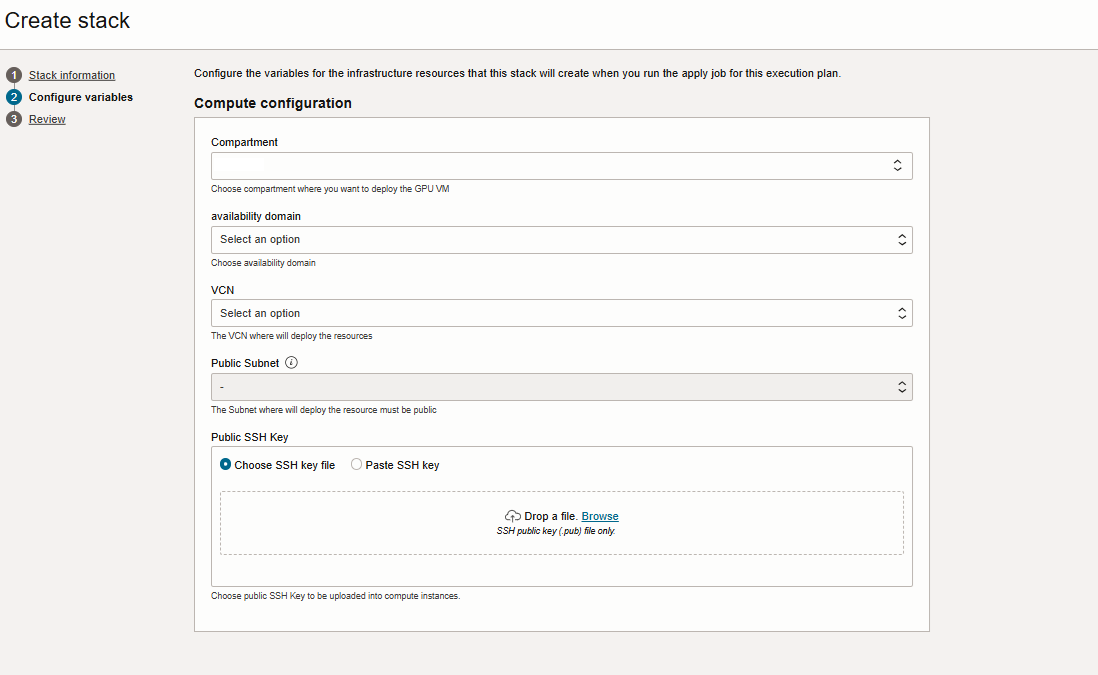 Create stack
1 Stack information
2 Configure variables
3 Review
Configure the variables for the infrastructure resources that this stack will create when you run the apply job for this execution plan.
Compute configuration
Compartment
Choose compartment where you want to deploy the GPU VM
availability domain
Select an option
Choose availability domain
VCN
Select an option
The VCN where will deploy the resources
Public Subnet i
-
The Subnet where will deploy the resource must be public
Public SSH Key
Choose SSH key file Paste SSH key
Drop a file. Browse
SSH public key (.pub) file only.
Choose public SSH Key to be uploaded into compute instances.